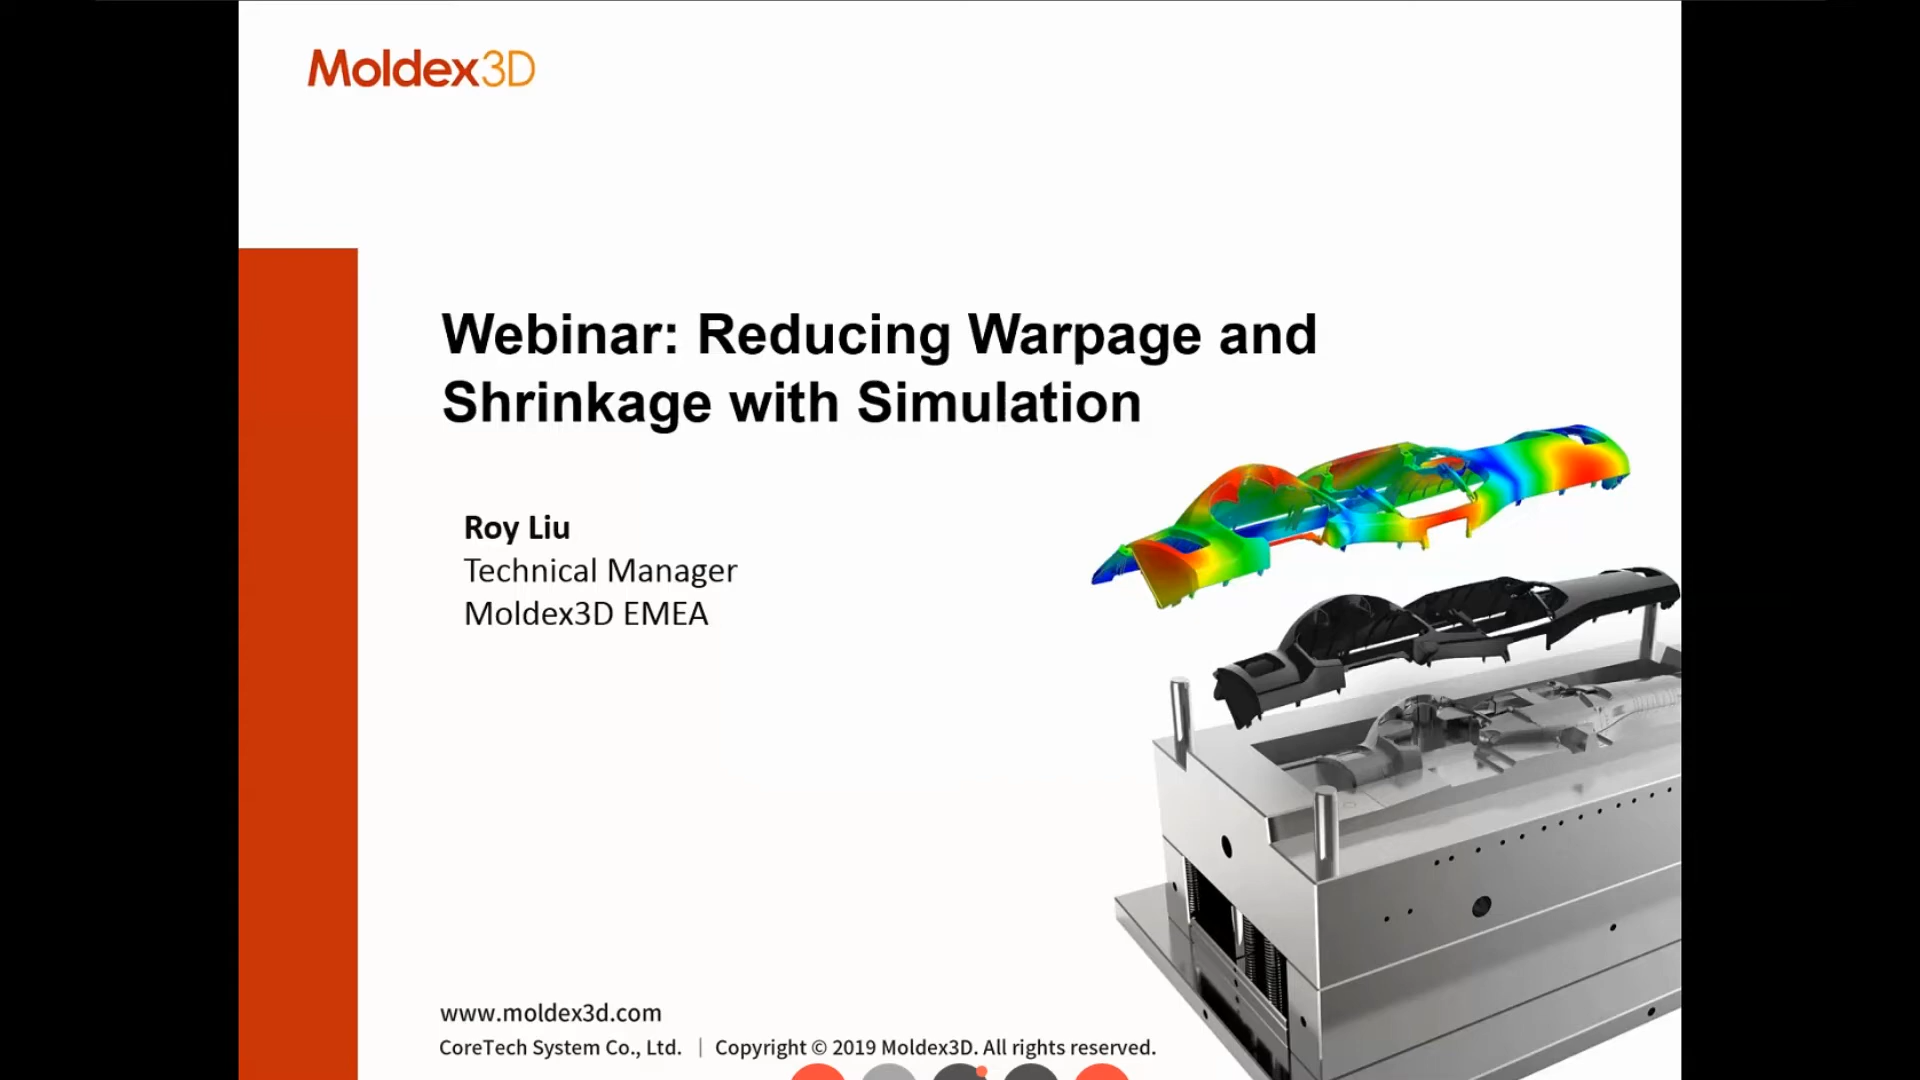 Moldex3D
Webinar: Reducing Warpage and
Shrinkage with Simulation
Roy Liu
Technical Manager
Moldex3D EMEA
www.moldex3d.com
CoreTech System Co., Ltd. | Copyright © 2019 Moldex3D. All rights reserved.